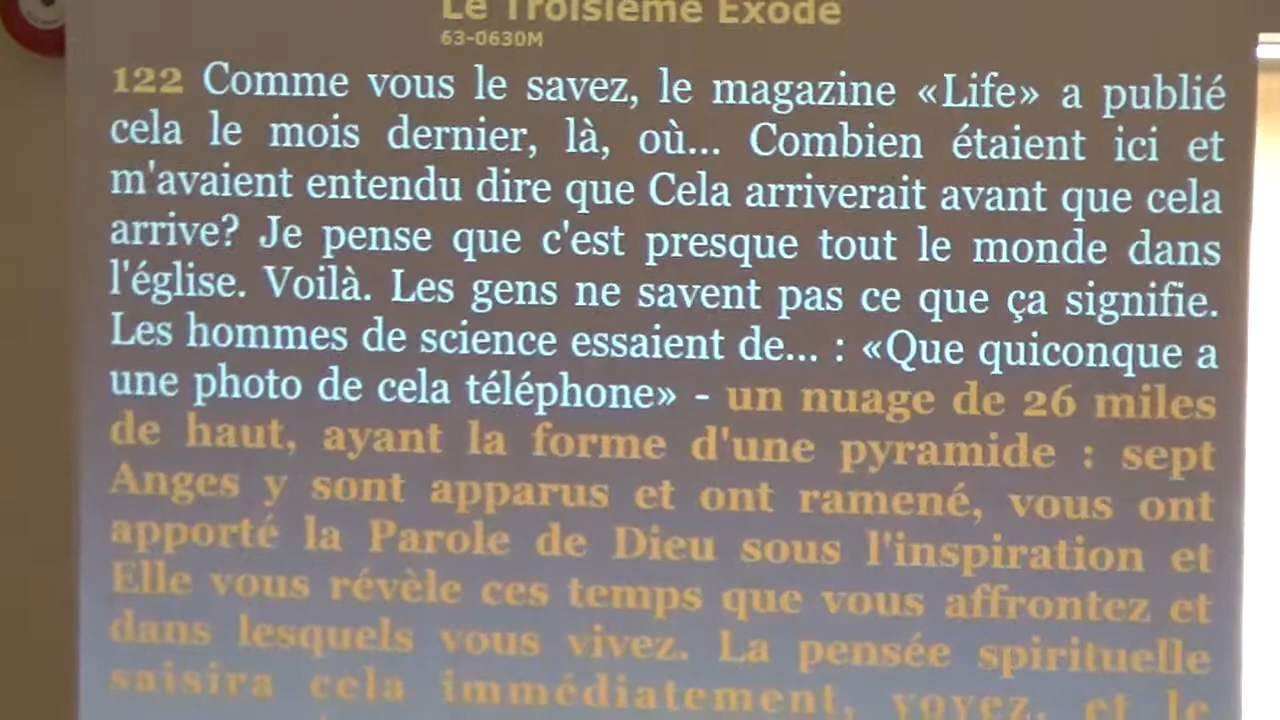 Le Troisième Exode
63-0630M
122 Comme vous le savez, le magazine «Life» a publié
cela le mois dernier, là, où... Combien étaient ici et
m'avaient entendu dire que Cela arriverait avant que cela
arrive? Je pense que c'est presque tout le monde dans
l'église. Voilà. Les gens ne savent pas ce que ça signifie.
Les hommes de science essaient de... : «Que quiconque a
une photo de cela téléphone» - un nuage de 26 miles
de haut, ayant la forme d'une pyramide : sept
Anges y sont apparus et ont ramené, vous ont
apporté la Parole de Dieu sous l'inspiration et
Elle vous révèle ces temps que vous affrontez et
dans lesquels vous vivez. La pensée spirituelle
saisira cela immédiatement, voyez, et le